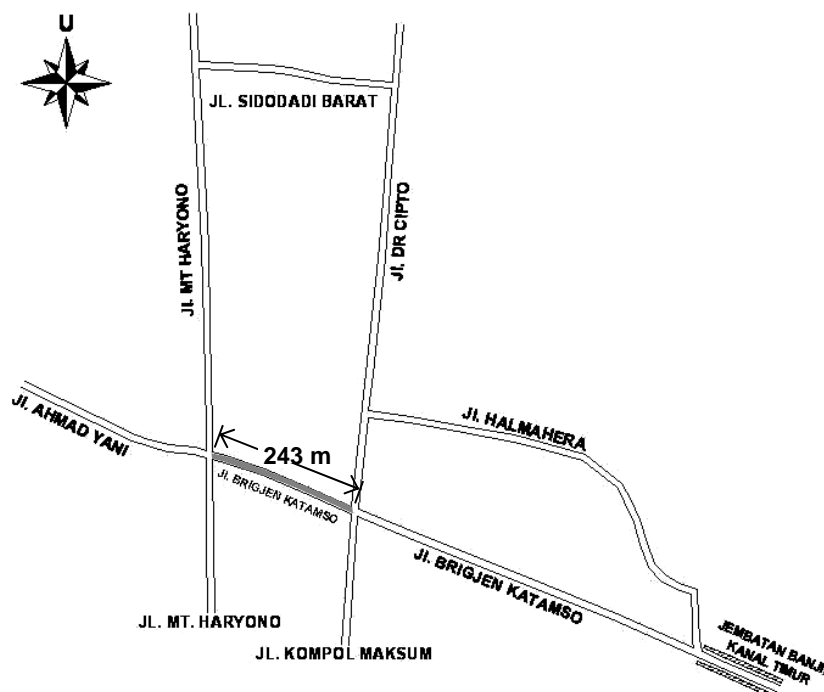 U
JL. SIDODADI BARAT
Jl. MT HARYONO
Jl. DR CIPTO
Jl. AHMAD YANI
243 m
Jl. HALMAHERA
Jl. BRIGJEN KATAMSO
Jl. BRIGJEN KATAMSO
JL. MT. HARYONO
JL. KOMPOL MAKSUM
JEMBATAN BANJI
KANAL TIMUR